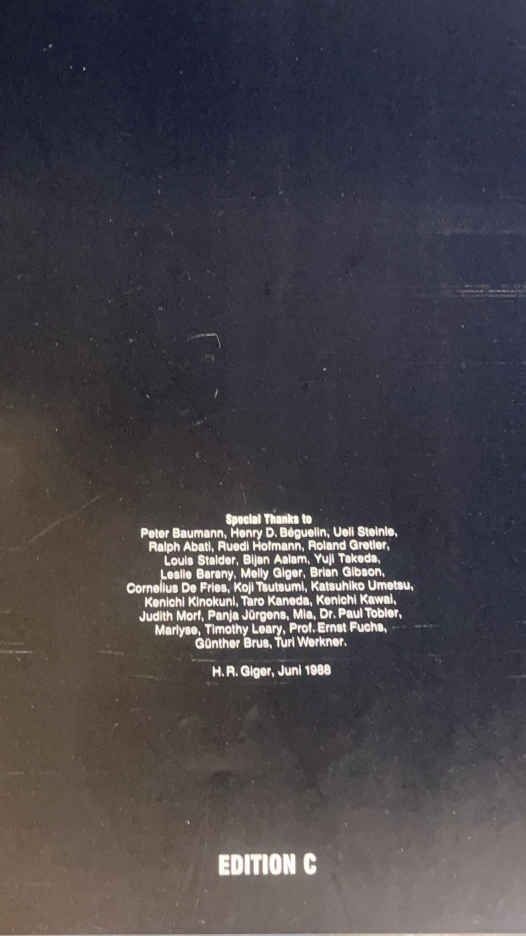 Special Thanks to
Peter Baumann, Henry D. Béguelin, Ueli Steinle,
Ralph Abati, Ruedi Hofmann, Roland Gretler,
Louis Stalder, Bijan Aalam, Yuji Takeda,
Leslie Barany, Melly Giger, Brian Gibson,
Cornelius De Fries, Koji Tsutsumi, Katsuhiko Umetsu,
Kenichi Kinokuni, Taro Kaneda, Kenichi Kawai,
Judith Morf, Panja Jürgens, Mia, Dr. Paul Tobler,
Marlyse, Timothy Leary, Prof. Ernst Fuchs,
Günther Brus, Turi Werkner.
H. R. Giger, Juni 1988
EDITION C